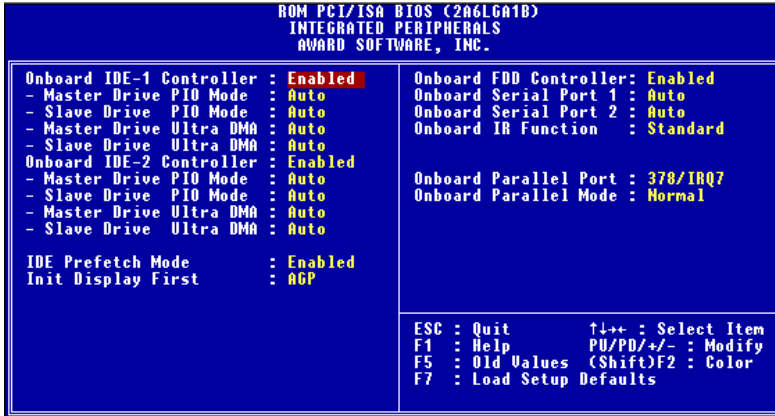 ROM PCI/ISA BIOS (2A6LGA1B)
INTEGRATED PERIPHERALS
AWARD SOFTWARE, INC.
Onboard IDE-1 Controller : Enabled
- Master Drive PIO Mode : Auto
- Slave Drive PIO Mode : Auto
- Master Drive Ultra DMA : Auto
- Slave Drive Ultra DMA : Auto
Onboard IDE-2 Controller : Enabled
- Master Drive PIO Mode : Auto
- Slave Drive PIO Mode : Auto
- Master Drive Ultra DMA : Auto
- Slave Drive Ultra DMA : Auto
IDE Prefetch Mode : Enabled
Init Display First : AGP
Onboard FDD Controller: Enabled
Onboard Serial Port 1 : Auto
Onboard Serial Port 2 : Auto
Onboard IR Function : Standard
Onboard Parallel Port : 378/IRQ7
Onboard Parallel Mode : Normal
ESC : Quit ↑↓→← : Select Item
F1 : Help PU/PD/+/- : Modify
F5 : Old Values (Shift)F2 : Color
F7 : Load Setup Defaults